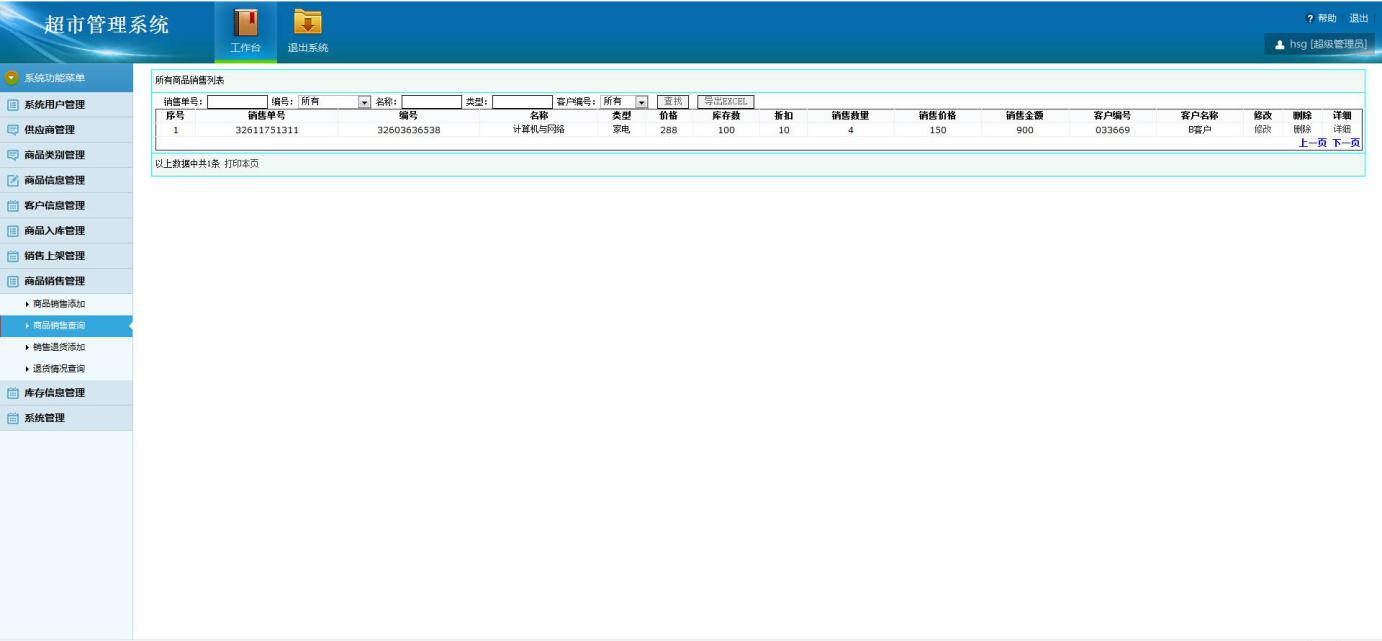 超市管理系统
工作台
退出系统
? 帮助 退出
hsg [超级管理员]
系统功能菜单
系统用户管理
供应商管理
商品类别管理
商品信息管理
客户信息管理
商品入库管理
销售上架管理
商品销售管理
商品销售添加
商品销售查询
销售退货添加
退货情况查询
库存信息管理
系统管理
所有商品销售列表
销售单号: 编号: 所有 名称: 类型: 客户编号: 所有 查找 导出EXCEL
序号 销售单号 编号 名称 类型 价格 库存数 折扣 销售数量 销售价格 销售金额 客户编号 客户名称 修改 删除 详细
1 32611751311 32603636538 计算机与网络 家电 288 100 10 4 150 900 033669 B客户 修改 删除 详细
上一页 下一页
以上数据中共1条 打印本页